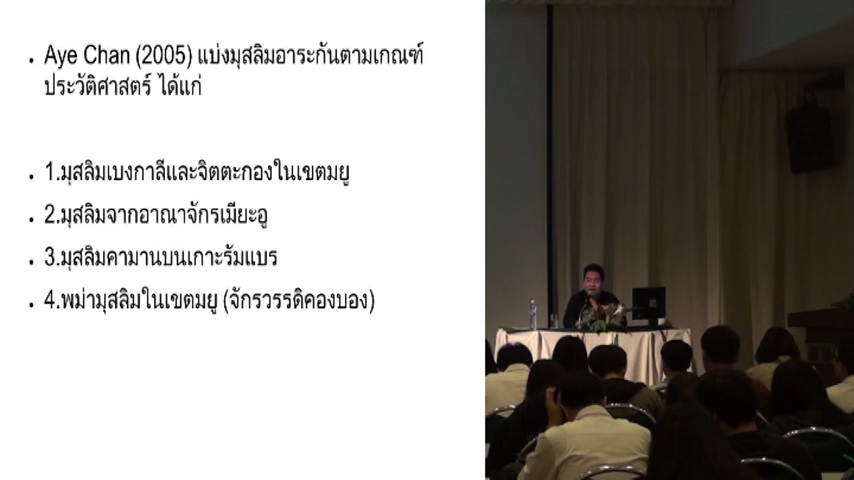 • Aye Chan (2005) แบ่งมุสลิมอาระกันตามเกณฑ์
ประวัติศาสตร์ ได้แก่
• 1.มุสลิมเบงกาลีและจิตตะกองในเขตมยู
• 2.มุสลิมจากอาณาจักรเมียะอู
• 3.มุสลิมคามานบนเกาะรัมแบร
• 4.พม่ามุสลิมในเขตมยู (จักรวรรดิคองบอง)